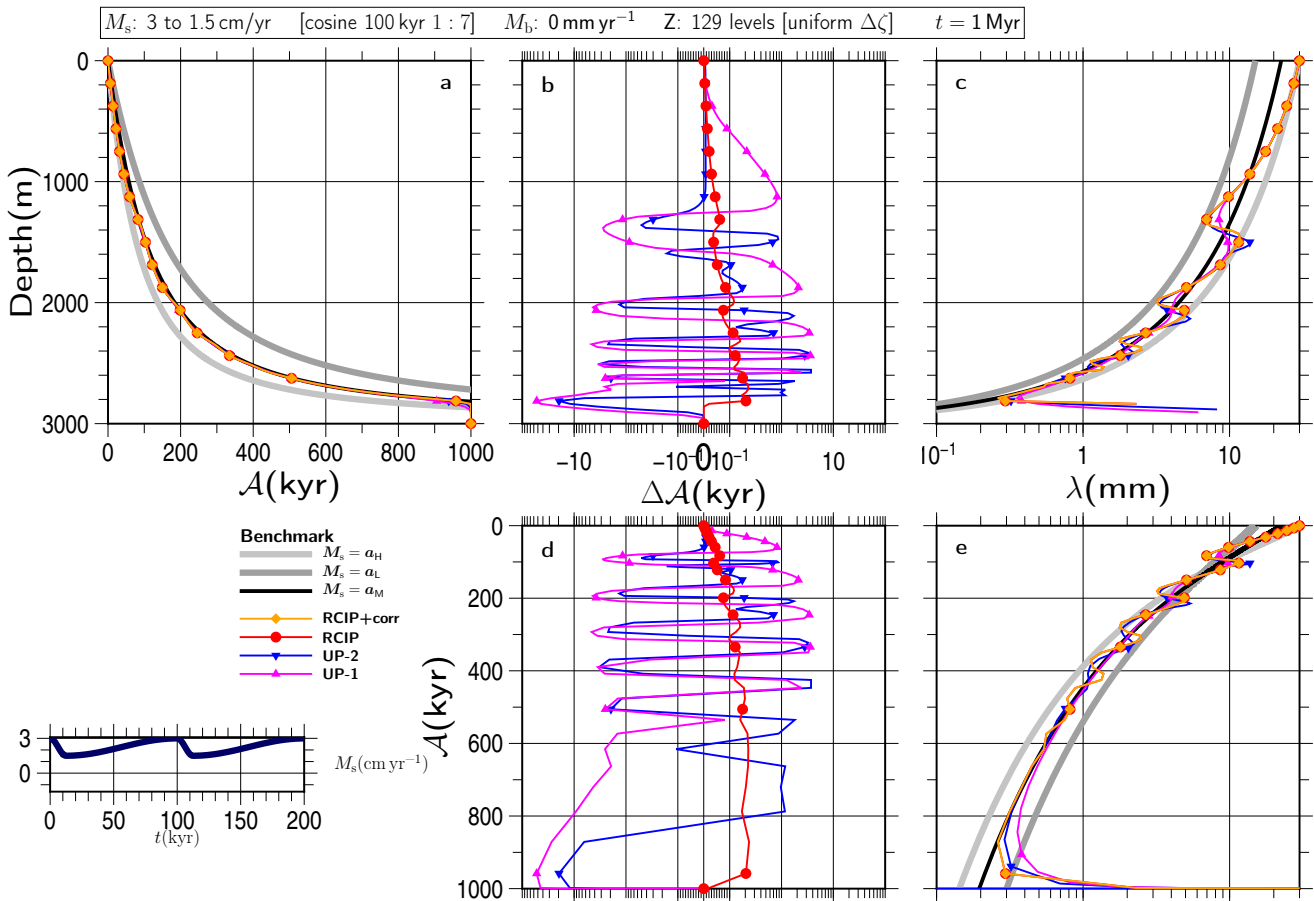 Mₛ: 3 to 1.5 cm/yr [cosine 100 kyr 1 : 7] M_b: 0 mm yr⁻¹ Z: 129 levels [uniform Δζ] t = 1 Myr
a
b
c
0
1000
2000
3000
Depth(m)
0 200 400 600 800 1000
𝒜(kyr)
−10 −10⁻¹ 0 10⁻¹ 10
Δ𝒜(kyr)
10⁻¹ 1 10
λ(mm)
Benchmark
Mₛ = a_H
Mₛ = a_L
Mₛ = a_M
RCIP+corr
RCIP
UP-2
UP-1
3
0
Mₛ(cm yr⁻¹)
0 50 100 150 200
t(kyr)
d
e
0
200
400
600
800
1000
𝒜(kyr)